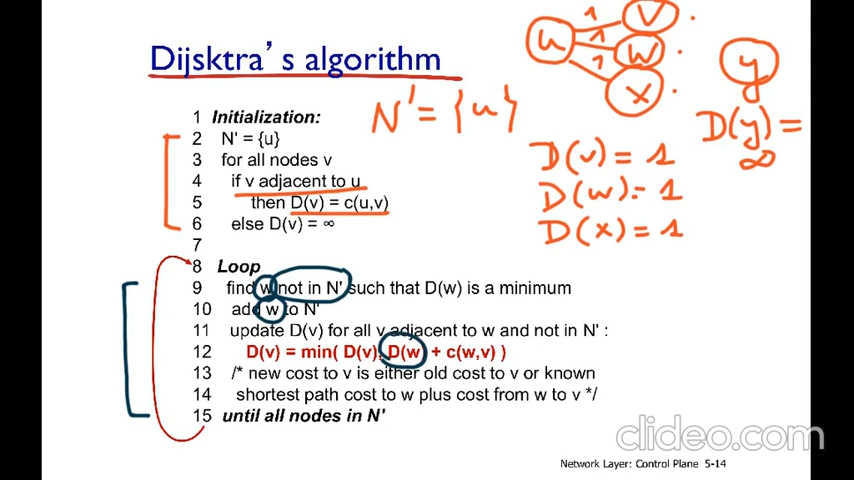 Dijsktra's algorithm
1 Initialization:
2 N' = {u}
3 for all nodes v
4 if v adjacent to u
5 then D(v) = c(u,v)
6 else D(v) = ∞
7
8 Loop
9 find w not in N' such that D(w) is a minimum
10 add w to N'
11 update D(v) for all v adjacent to w and not in N' :
12 D(v) = min( D(v), D(w) + c(w,v) )
13 /* new cost to v is either old cost to v or known
14 shortest path cost to w plus cost from w to v */
15 until all nodes in N'
N' = {u}
u
1
1
1
v
w
x
y
D(v) = 1
D(w) = 1
D(x) = 1
D(y) =
∞
clideo.com
Network Layer: Control Plane 5-14